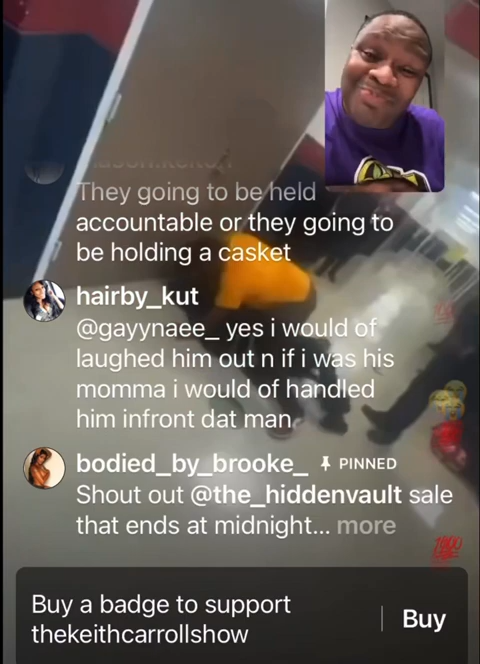 They going to be held
accountable or they going to
be holding a casket
hairby_kut
@gayynaee_ yes i would of
laughed him out n if i was his
momma i would of handled
him infront dat man
bodied_by_brooke_ PINNED
Shout out @the_hiddenvault sale
that ends at midnight... more
Buy a badge to support
thekeithcarrollshow
Buy